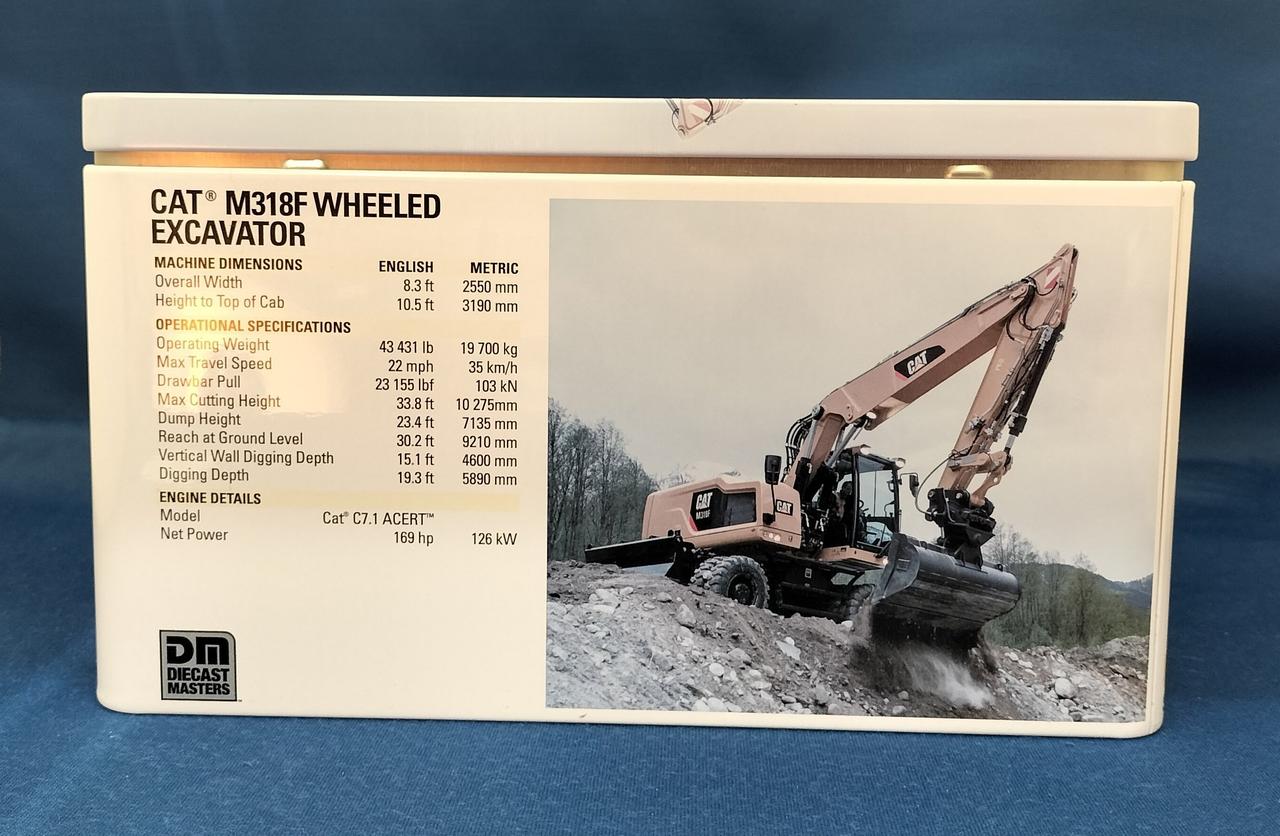 CAT® M318F WHEELED
EXCAVATOR
MACHINE DIMENSIONS ENGLISH METRIC
Overall Width 8.3 ft 2550 mm
Height to Top of Cab 10.5 ft 3190 mm
OPERATIONAL SPECIFICATIONS
Operating Weight 43 431 lb 19 700 kg
Max Travel Speed 22 mph 35 km/h
Drawbar Pull 23 155 lbf 103 kN
Max Cutting Height 33.8 ft 10 275mm
Dump Height 23.4 ft 7135 mm
Reach at Ground Level 30.2 ft 9210 mm
Vertical Wall Digging Depth 15.1 ft 4600 mm
Digging Depth 19.3 ft 5890 mm
ENGINE DETAILS
Model Cat® C7.1 ACERT™
Net Power 169 hp 126 kW
DM
DIECAST
MASTERS
CAT
CAT
M318F
CAT